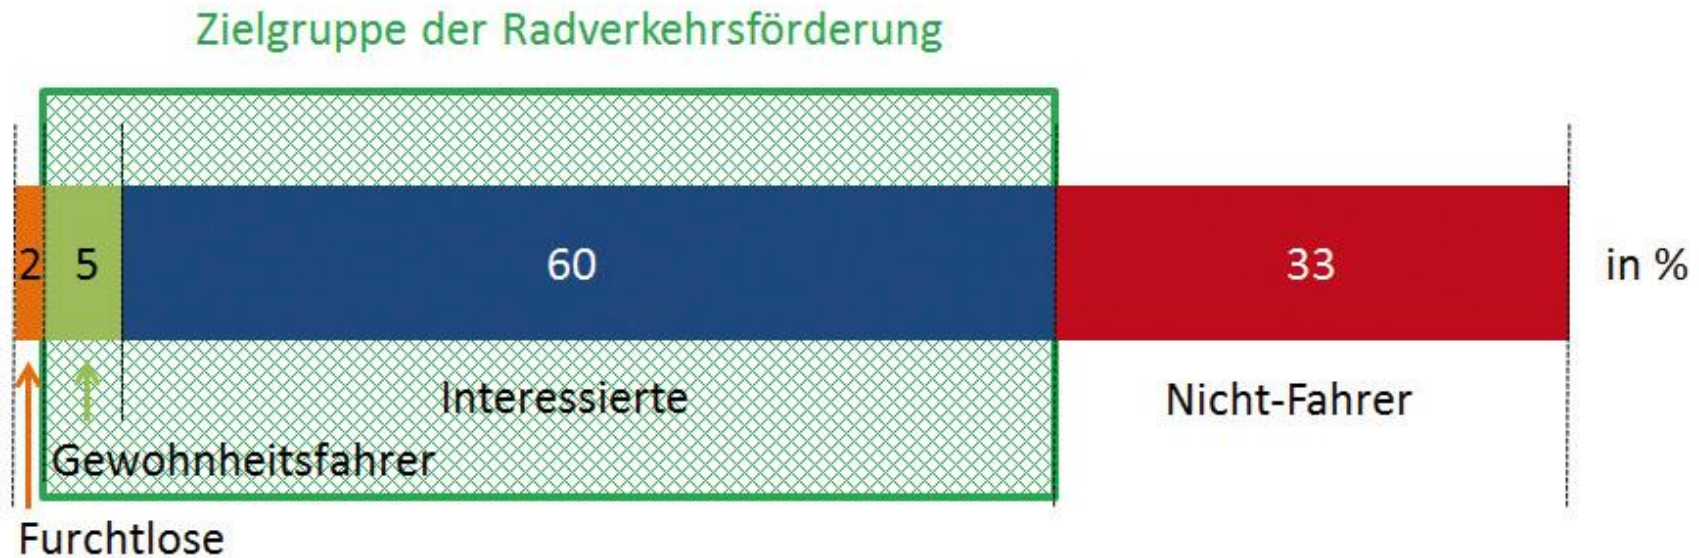 Zielgruppe der Radverkehrsförderung
2 5 60 33 in %
Interessierte Nicht-Fahrer
Gewohnheitsfahrer
Furchtlose